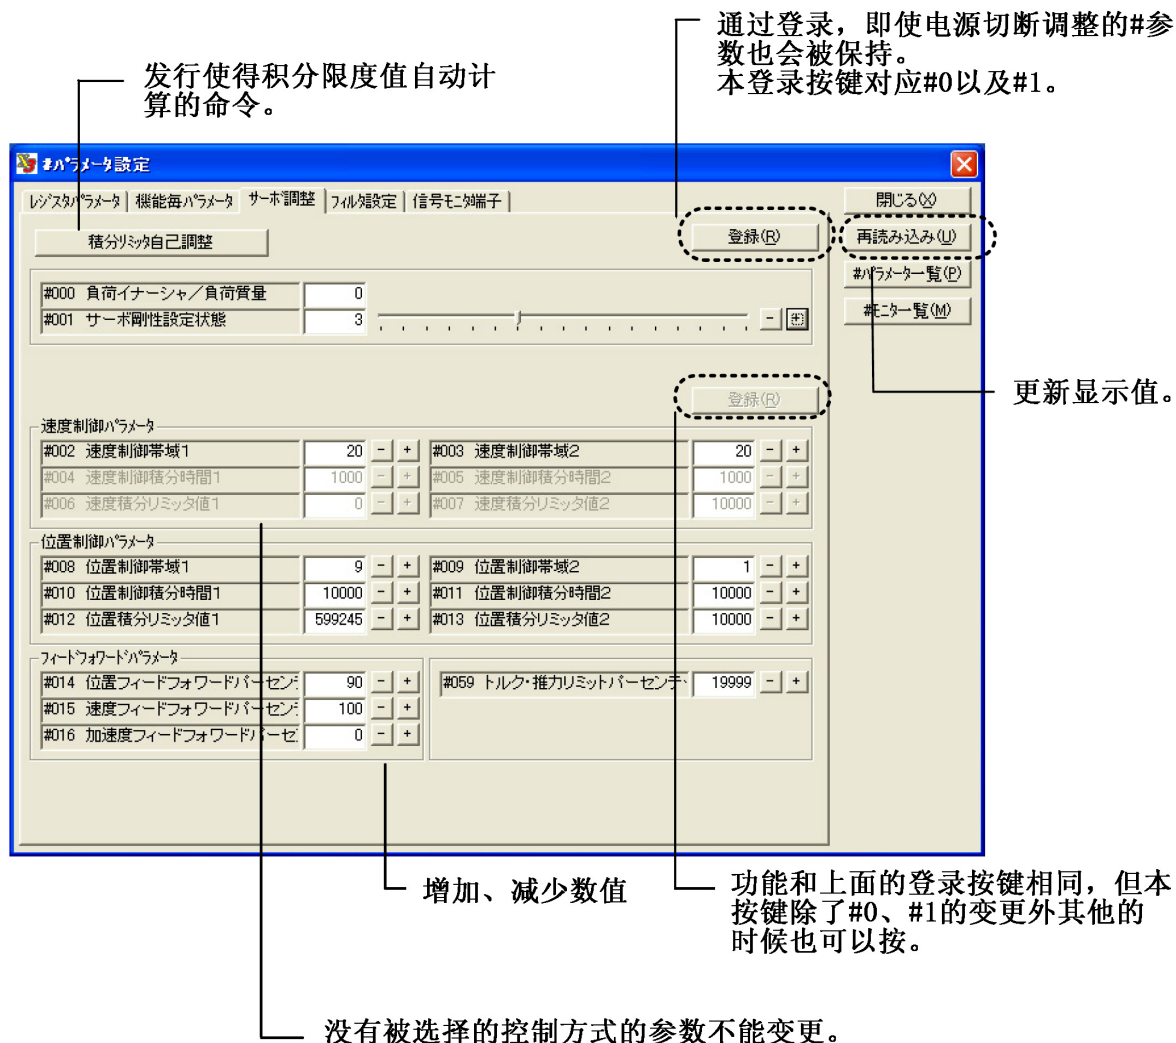 通过登录，即使电源切断调整的#参
数也会被保持。
本登录按键对应#0以及#1。
发行使得积分限度值自动计
算的命令。
#パラメータ設定
レジスタパラメータ 機能毎パラメータ サーボ調整 フィルタ設定 信号モニタ端子
閉じる(X)
積分リミッタ自己調整 登録(R) 再読み込み(U)
#パラメーター覧(P)
#モニター覧(M)
#000 負荷イナーシャ／負荷質量 0
#001 サーボ剛性設定状態 3 - +
更新显示值。
登録(R)
速度制御パラメータ
#002 速度制御帯域1 20 - + #003 速度制御帯域2 20 - +
#004 速度制御積分時間1 1000 - + #005 速度制御積分時間2 1000 - +
#006 速度積分リミッタ値1 0 - + #007 速度積分リミッタ値2 10000 - +
位置制御パラメータ
#008 位置制御帯域1 9 - + #009 位置制御帯域2 1 - +
#010 位置制御積分時間1 10000 - + #011 位置制御積分時間2 10000 - +
#012 位置積分リミッタ値1 599245 - + #013 位置積分リミッタ値2 10000 - +
フィードフォワードパラメータ
#014 位置フィードフォワードパーセン 90 - + #059 トルク・推力リミットパーセンテ 19999 - +
#015 速度フィードフォワードパーセン 100 - +
#016 加速度フィードフォワードパーセ 0 - +
增加、减少数值
功能和上面的登录按键相同，但本
按键除了#0、#1的变更外其他的
时候也可以按。
没有被选择的控制方式的参数不能变更。